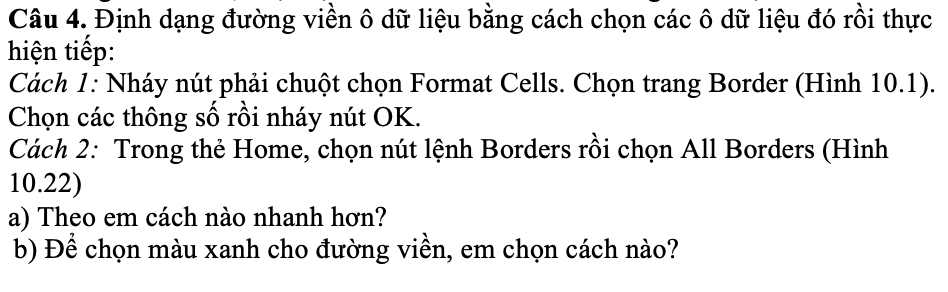 Câu 4. Định dạng đường viền ô dữ liệu bằng cách chọn các ô dữ liệu đó rồi thực
hiện tiếp:
Cách 1: Nháy nút phải chuột chọn Format Cells. Chọn trang Border (Hình 10.1).
Chọn các thông số rồi nháy nút OK.
Cách 2: Trong thẻ Home, chọn nút lệnh Borders rồi chọn All Borders (Hình
10.22)
a) Theo em cách nào nhanh hơn?
b) Để chọn màu xanh cho đường viền, em chọn cách nào?